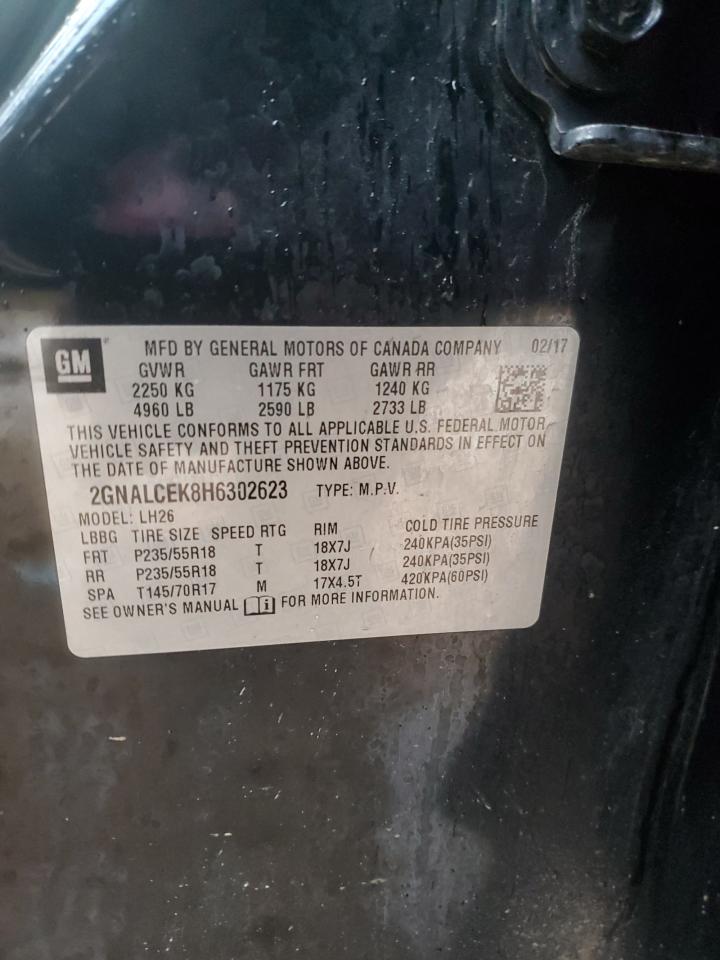 GM MFD BY GENERAL MOTORS OF CANADA COMPANY 02/17
GVWR GAWR FRT GAWR RR
2250 KG 1175 KG 1240 KG
4960 LB 2590 LB 2733 LB
THIS VEHICLE CONFORMS TO ALL APPLICABLE U.S. FEDERAL MOTOR
VEHICLE SAFETY AND THEFT PREVENTION STANDARDS IN EFFECT ON
THE DATE OF MANUFACTURE SHOWN ABOVE.
2GNALCEK8H6302623 TYPE: M.P.V.
MODEL: LH26
LBBG TIRE SIZE SPEED RTG RIM COLD TIRE PRESSURE
FRT P235/55R18 T 18X7J 240KPA(35PSI)
RR P235/55R18 T 18X7J 240KPA(35PSI)
SPA T145/70R17 M 17X4.5T 420KPA(60PSI)
SEE OWNER'S MANUAL FOR MORE INFORMATION.